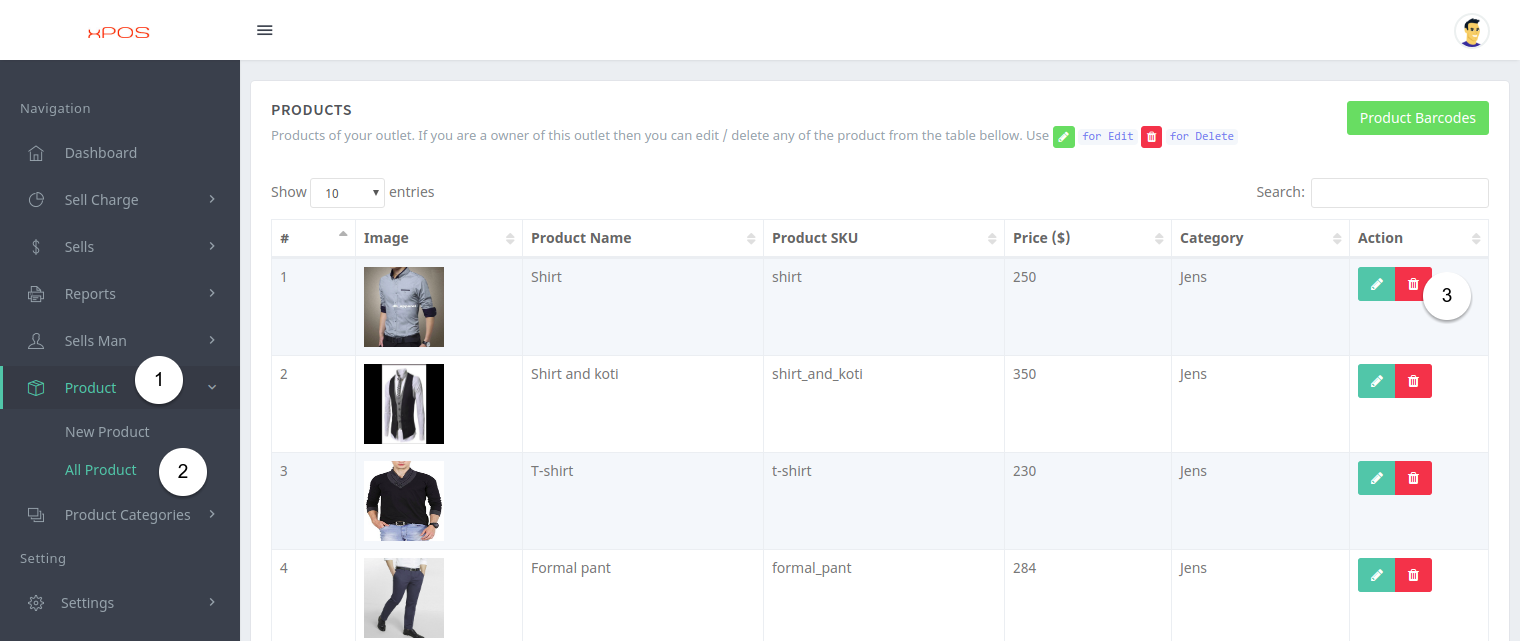 xPOS
Navigation
Dashboard
Sell Charge
Sells
Reports
Sells Man
Product
1
New Product
All Product
2
Product Categories
Setting
Settings
PRODUCTS
Products of your outlet. If you are a owner of this outlet then you can edit / delete any of the product from the table bellow. Use for Edit for Delete
Product Barcodes
Show 10 entries
Search:
# Image Product Name Product SKU Price ($) Category Action
1 Shirt shirt 250 Jens
3
2 Shirt and koti shirt_and_koti 350 Jens
3 T-shirt t-shirt 230 Jens
4 Formal pant formal_pant 284 Jens